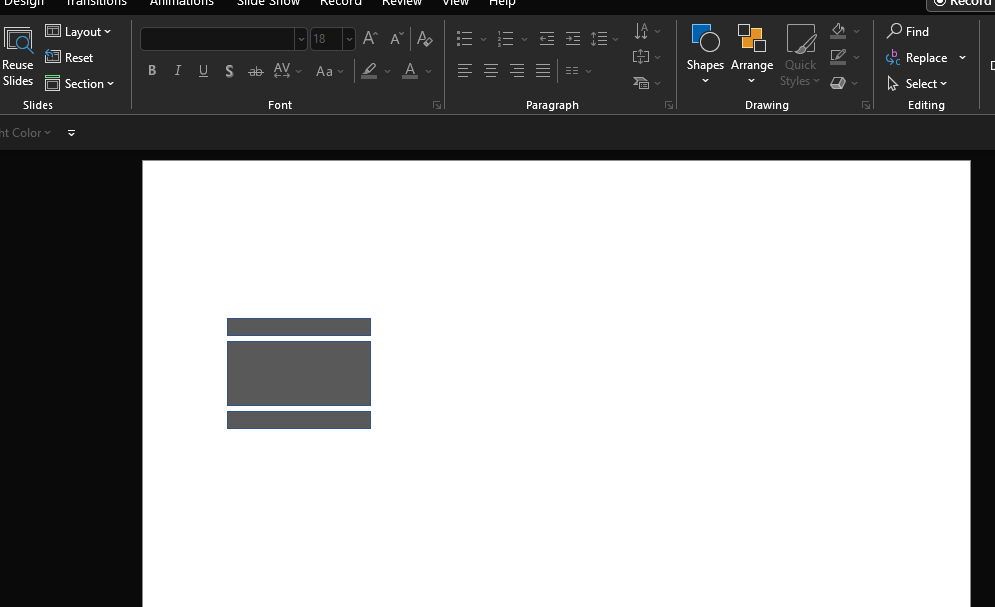 Design Transitions Animations Slide Show Record Review View Help Record
Reuse Slides
Layout
Reset
Section
Slides
18
B I U S ab AV Aa A
Font
Paragraph
Shapes Arrange Quick Styles
Drawing
Find
Replace
Select
Editing
ht Color